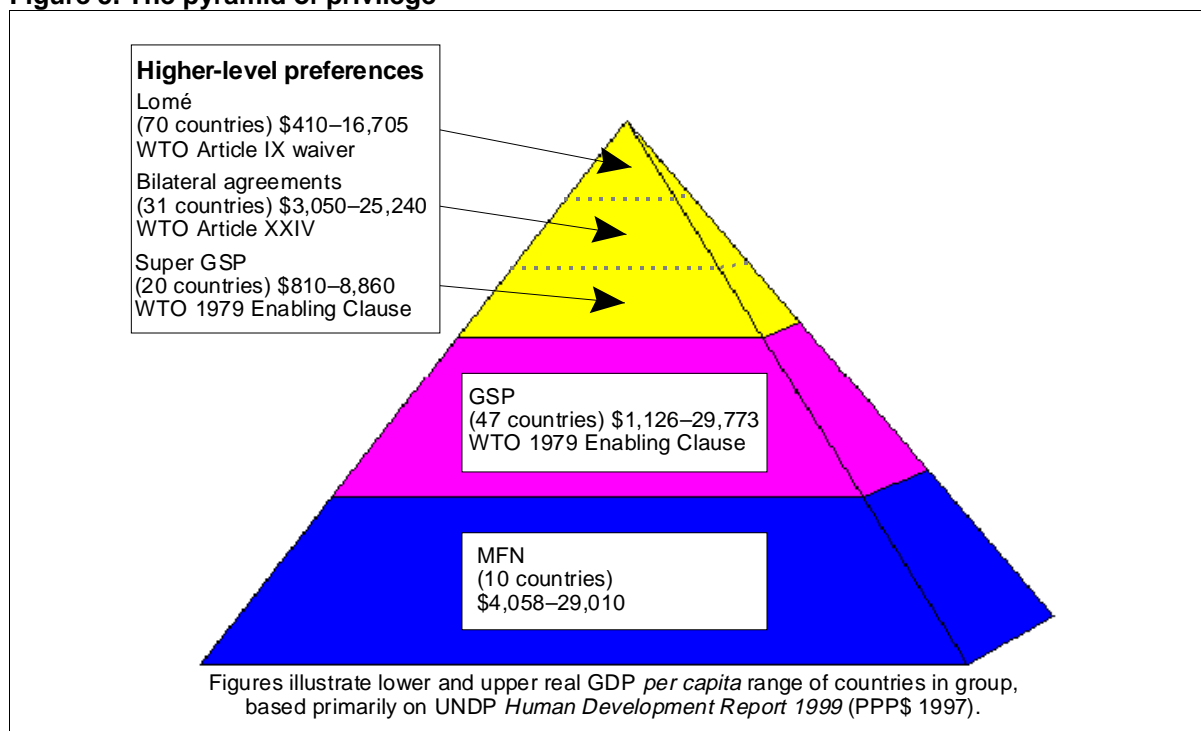 Higher-level preferences
Lomé
(70 countries) $410–16,705
WTO Article IX waiver
Bilateral agreements
(31 countries) $3,050–25,240
WTO Article XXIV
Super GSP
(20 countries) $810–8,860
WTO 1979 Enabling Clause
GSP
(47 countries) $1,126–29,773
WTO 1979 Enabling Clause
MFN
(10 countries)
$4,058–29,010
Figures illustrate lower and upper real GDP per capita range of countries in group,
based primarily on UNDP Human Development Report 1999 (PPP$ 1997).